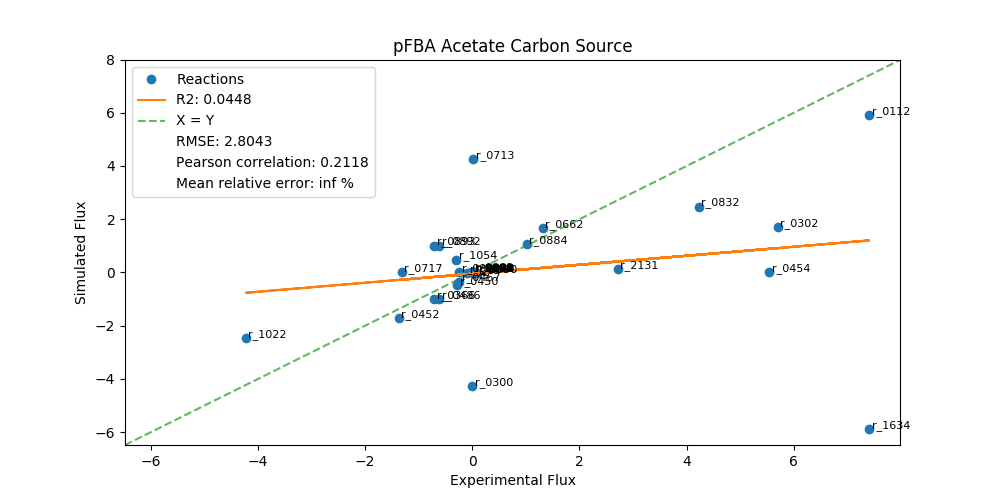 pFBA Acetate Carbon Source
Reactions
R2: 0.0448
X = Y
RMSE: 2.8043
Pearson correlation: 0.2118
Mean relative error: inf %
r_0112
r_0713
r_0832
r_0302
r_0662
r_0884
r_1054
r_0717
r_2131
r_0454
r_0450
r_0452
r_1022
r_0300
r_1634
8
6
4
2
0
−2
−4
−6
−6
−4
−2
0
2
4
6
Simulated Flux
Experimental Flux